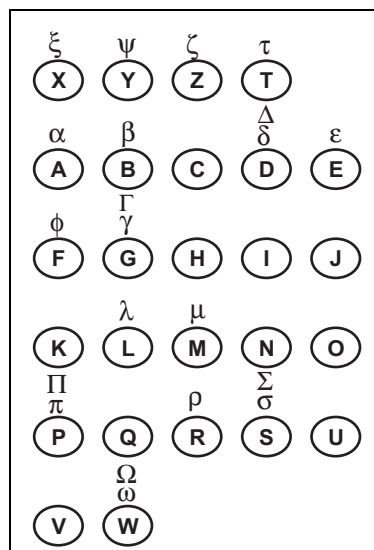 ξ ψ ζ τ
X Y Z T
Δ
α β δ ε
A B C D E
Γ
φ γ
F G H I J
λ μ
K L M N O
Π Σ
π ρ σ
P Q R S U
Ω
ω
V W